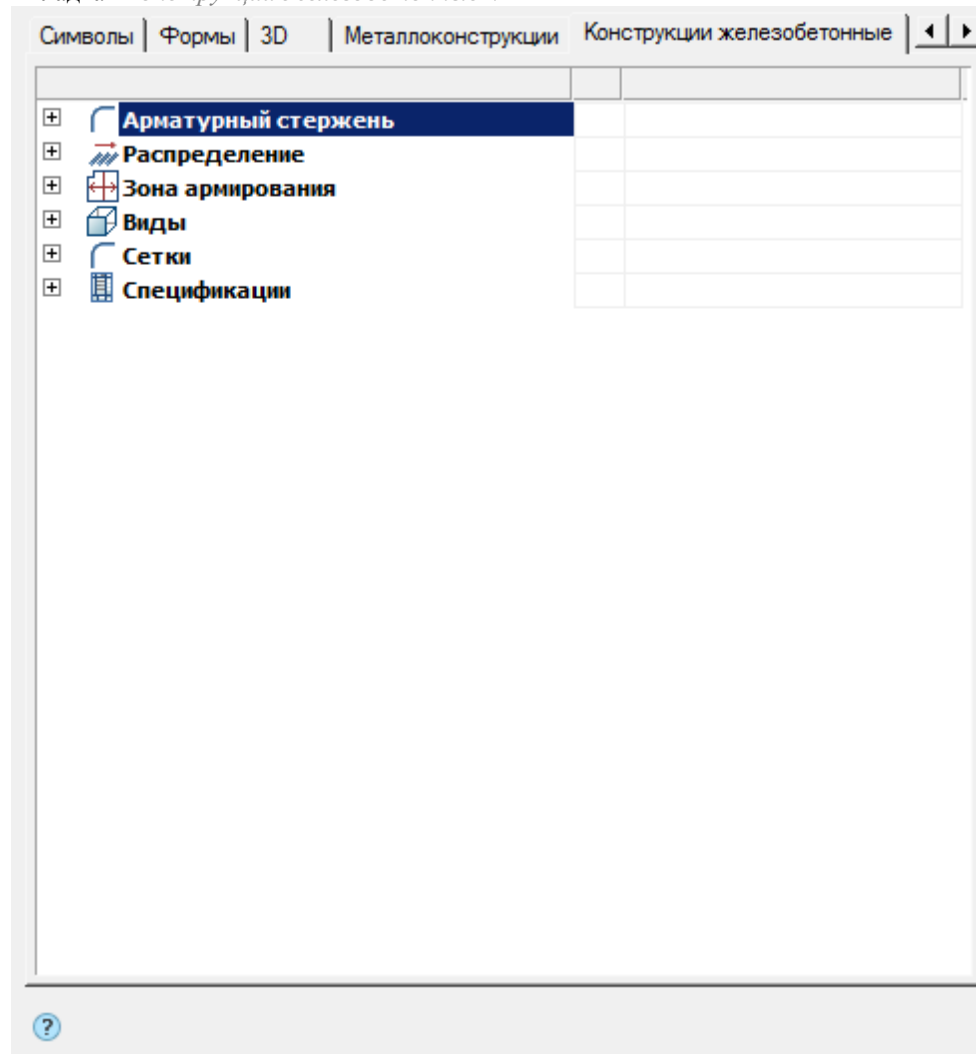 Символы Формы 3D Металлоконструкции Конструкции железобетонные
Арматурный стержень
Распределение
Зона армирования
Виды
Сетки
Спецификации
?